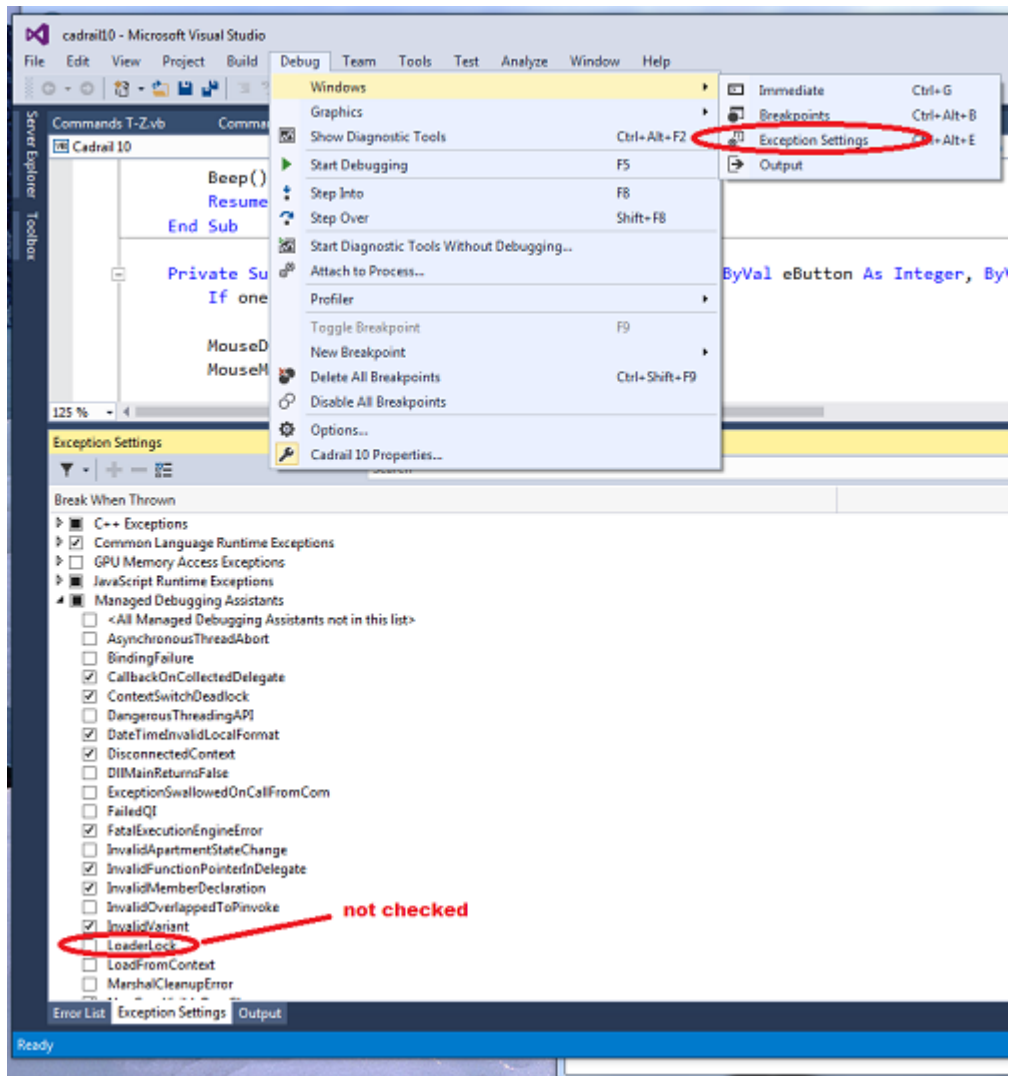 cadrail10 - Microsoft Visual Studio
File Edit View Project Build Debug Team Tools Test Analyze Window Help
Windows
Immediate Ctrl+G
Graphics
Breakpoints Ctrl+Alt+B
Show Diagnostic Tools Ctrl+Alt+F2
Exception Settings Ctrl+Alt+E
Start Debugging F5
Output
Step Into F8
Step Over Shift+F8
Start Diagnostic Tools Without Debugging...
Attach to Process...
Profiler
Toggle Breakpoint F9
New Breakpoint
Delete All Breakpoints Ctrl+Shift+F9
Disable All Breakpoints
Options...
Cadrail 10 Properties...
Server Explorer
Toolbox
Commands T-Z.vb Comma
VB Cadrail 10
Beep()
Resume
End Sub
Private Su ByVal eButton As Integer, By
If one
MouseD
MouseM
125 %
Exception Settings
Search
Break When Thrown
C++ Exceptions
Common Language Runtime Exceptions
GPU Memory Access Exceptions
JavaScript Runtime Exceptions
Managed Debugging Assistants
<All Managed Debugging Assistants not in this list>
AsynchronousThreadAbort
BindingFailure
CallbackOnCollectedDelegate
ContextSwitchDeadlock
DangerousThreadingAPI
DateTimeInvalidLocalFormat
DisconnectedContext
DllMainReturnsFalse
ExceptionSwallowedOnCallFromCom
FailedQI
FatalExecutionEngineError
InvalidApartmentStateChange
InvalidFunctionPointerInDelegate
InvalidMemberDeclaration
InvalidOverlappedToPinvoke
not checked
InvalidVariant
LoaderLock
LoadFromContext
MarshalCleanupError
Error List Exception Settings Output
Ready